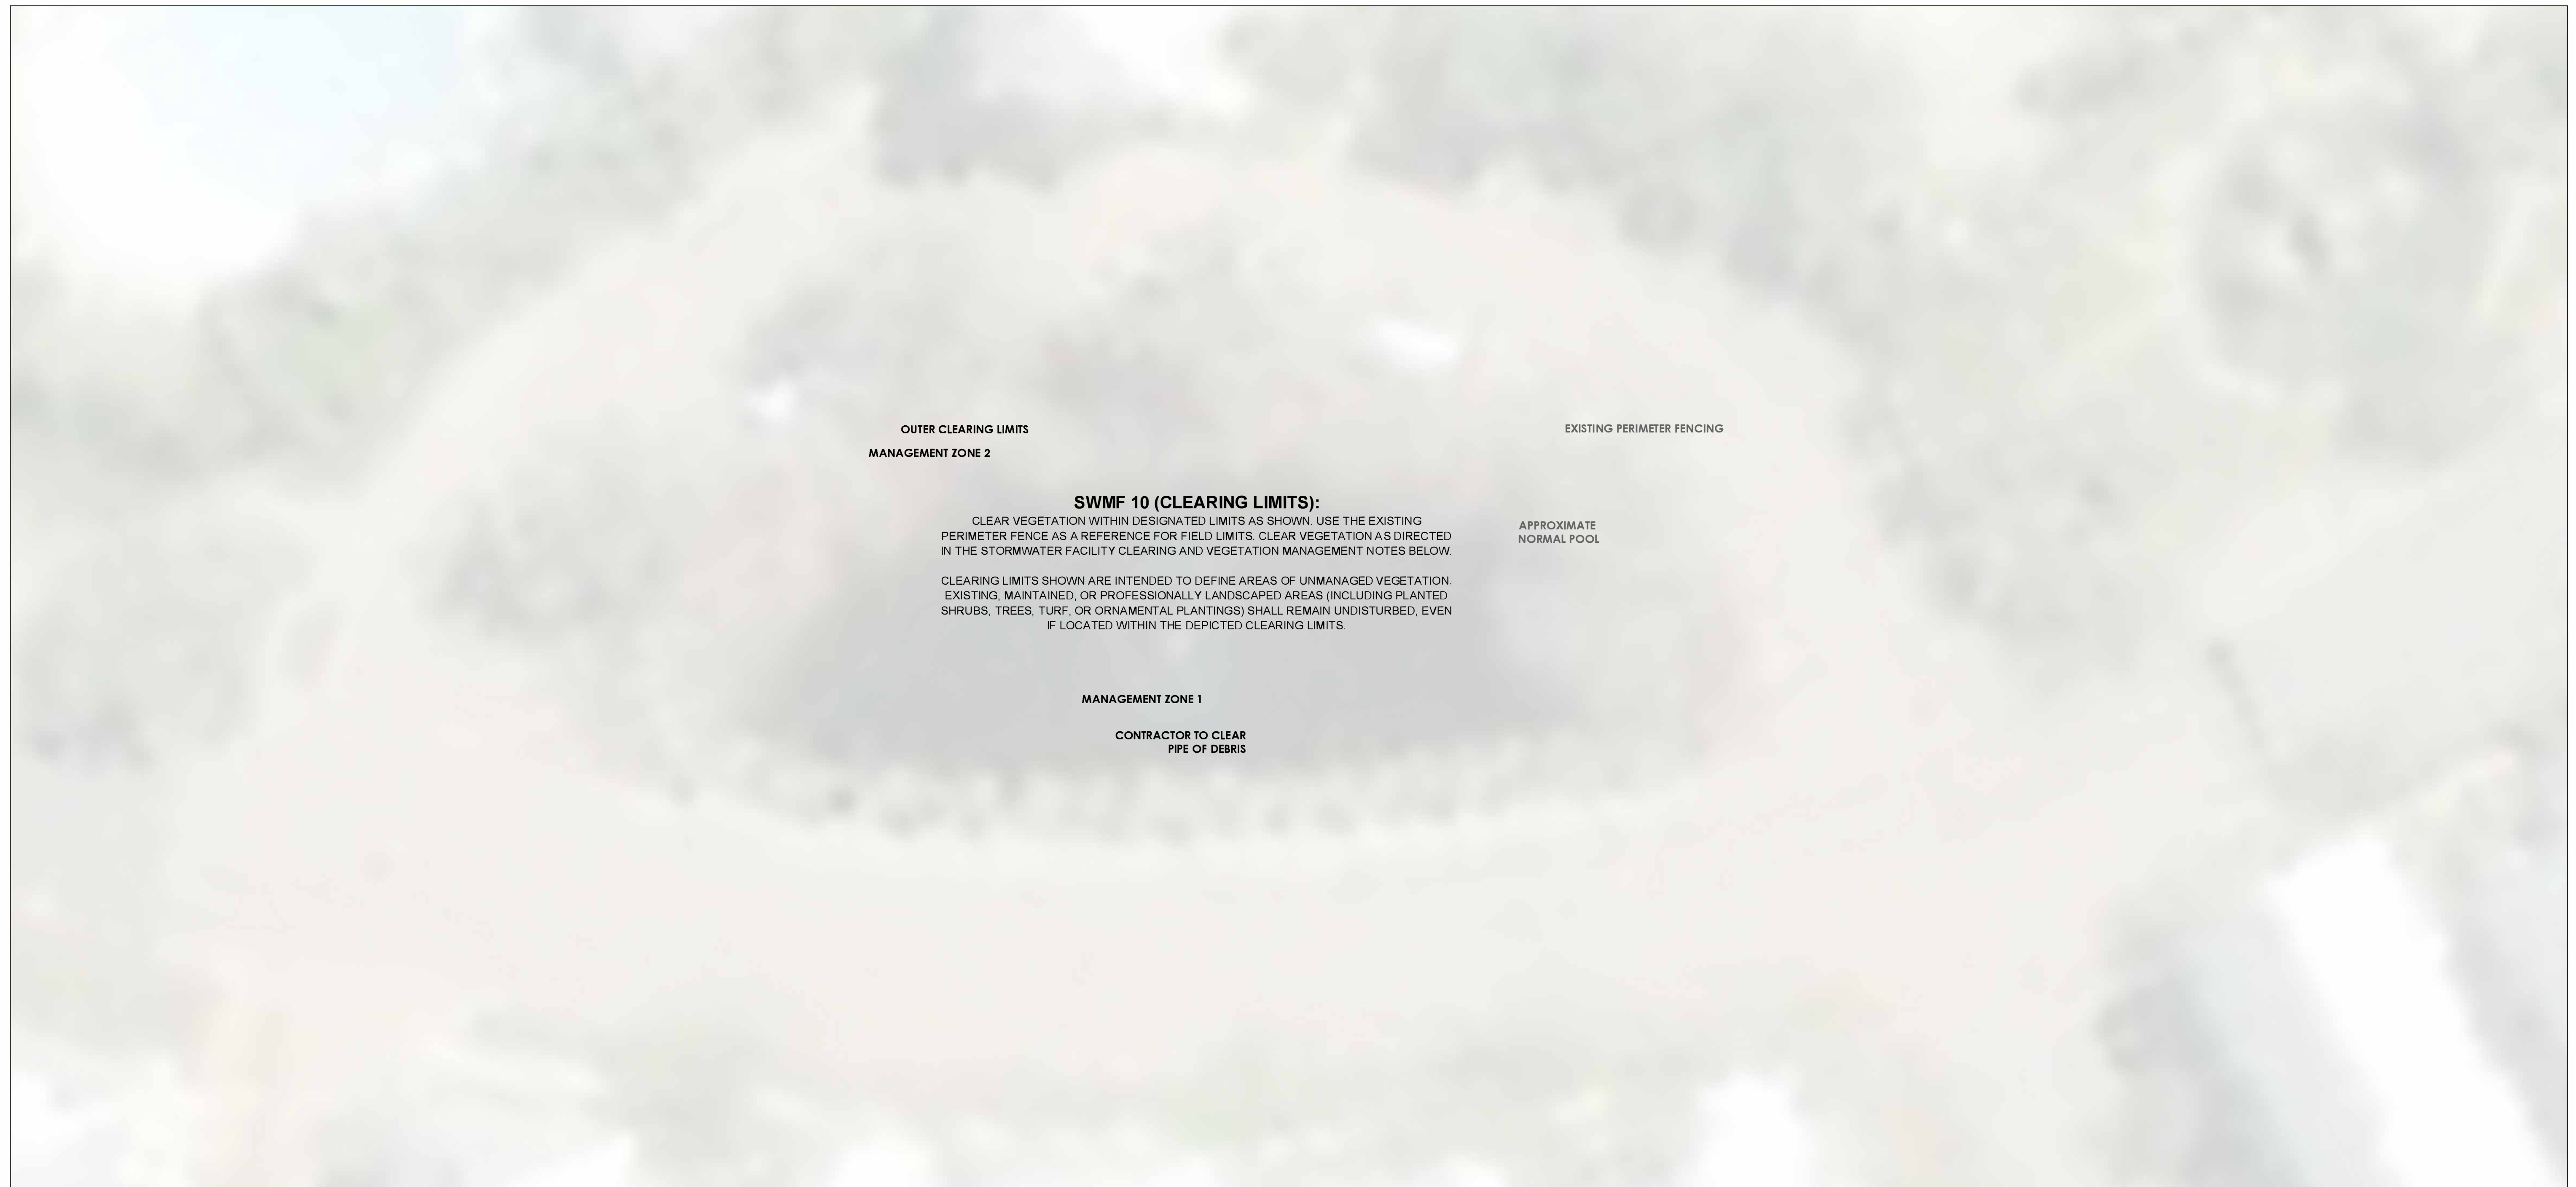 OUTER CLEARING LIMITS
EXISTING PERIMETER FENCING
MANAGEMENT ZONE 2
SWMF 10 (CLEARING LIMITS):
CLEAR VEGETATION WITHIN DESIGNATED LIMITS AS SHOWN. USE THE EXISTING
PERIMETER FENCE AS A REFERENCE FOR FIELD LIMITS. CLEAR VEGETATION AS DIRECTED
IN THE STORMWATER FACILITY CLEARING AND VEGETATION MANAGEMENT NOTES BELOW.
CLEARING LIMITS SHOWN ARE INTENDED TO DEFINE AREAS OF UNMANAGED VEGETATION.
EXISTING, MAINTAINED, OR PROFESSIONALLY LANDSCAPED AREAS (INCLUDING PLANTED
SHRUBS, TREES, TURF, OR ORNAMENTAL PLANTINGS) SHALL REMAIN UNDISTURBED, EVEN
IF LOCATED WITHIN THE DEPICTED CLEARING LIMITS.
APPROXIMATE
NORMAL POOL
MANAGEMENT ZONE 1
CONTRACTOR TO CLEAR
PIPE OF DEBRIS